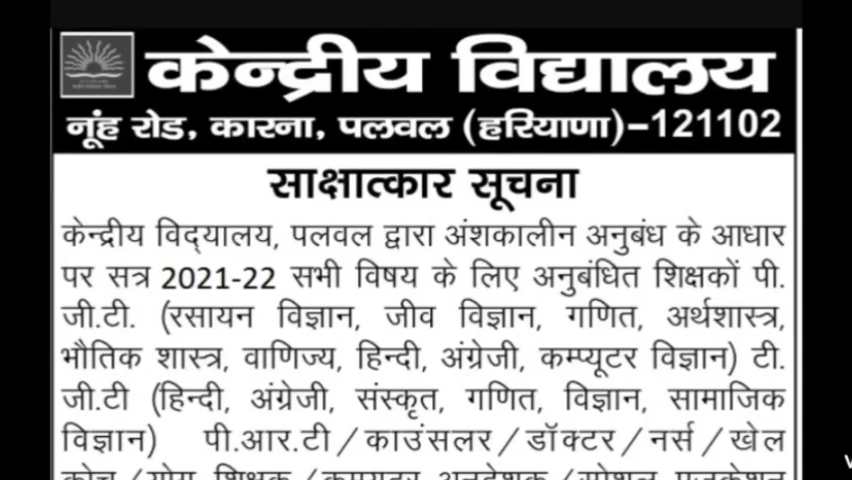 केन्द्रीय विद्यालय
नूंह रोड, कारना, पलवल (हरियाणा)–121102
साक्षात्कार सूचना
केन्द्रीय विद्यालय, पलवल द्वारा अंशकालीन अनुबंध के आधार
पर सत्र 2021-22 सभी विषय के लिए अनुबंधित शिक्षकों पी.
जी.टी. (रसायन विज्ञान, जीव विज्ञान, गणित, अर्थशास्त्र,
भौतिक शास्त्र, वाणिज्य, हिन्दी, अंग्रेजी, कम्प्यूटर विज्ञान) टी.
जी.टी (हिन्दी, अंग्रेजी, संस्कृत, गणित, विज्ञान, सामाजिक
विज्ञान) पी.आर.टी/काउंसलर/डॉक्टर/नर्स/खेल